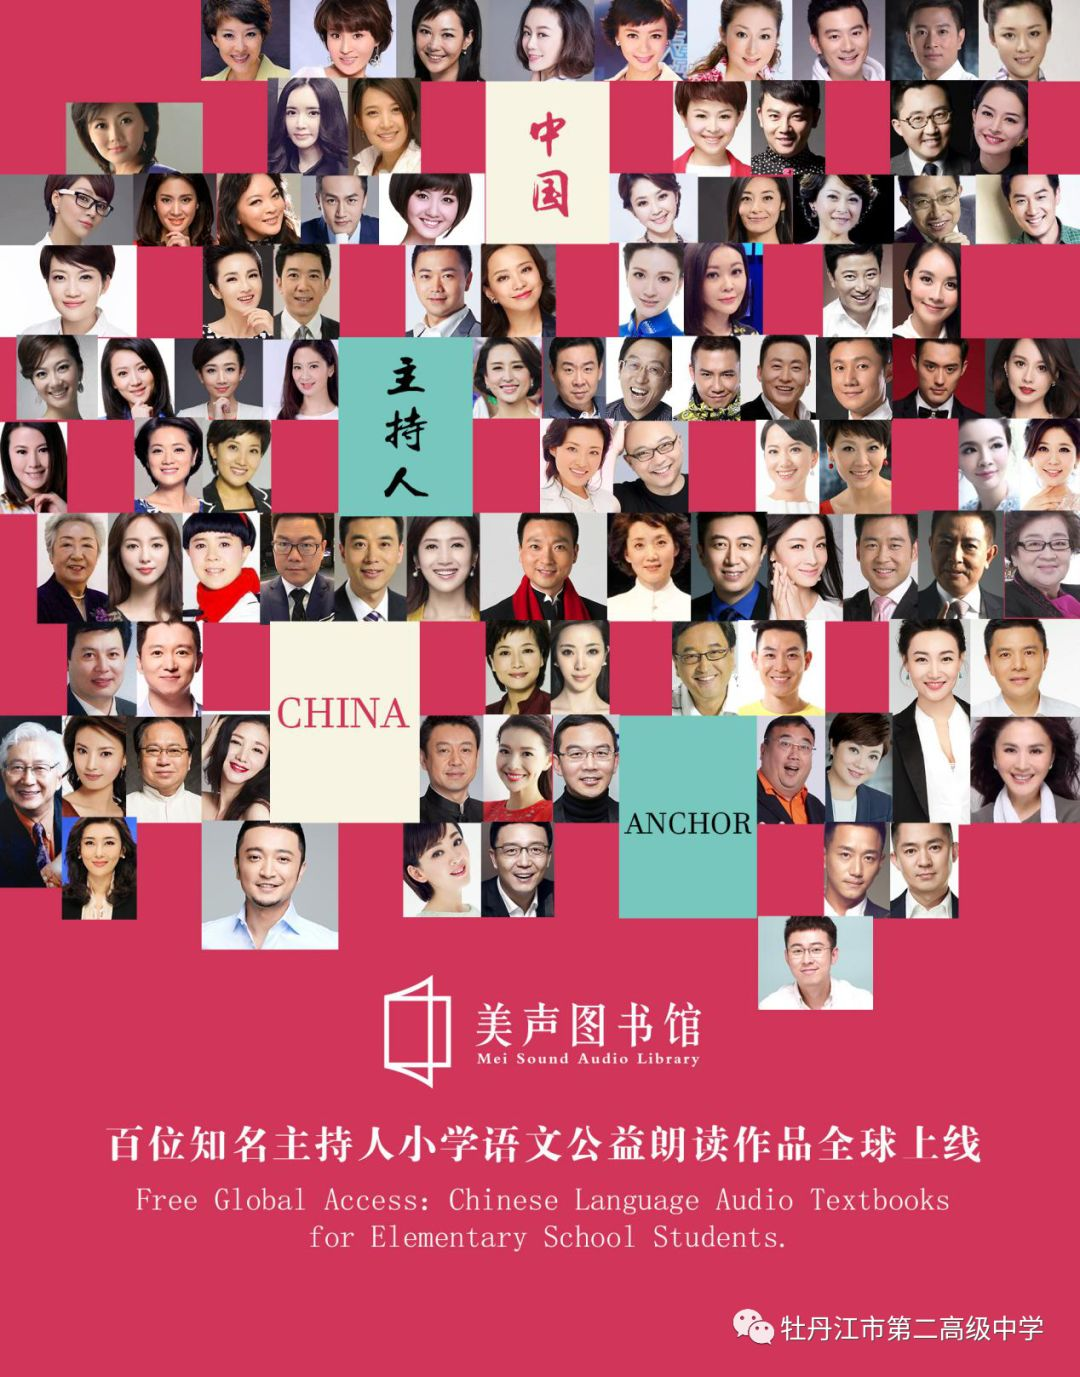 中
国
主
持
人
CHINA
ANCHOR
美声图书馆
Mei Sound Audio Library
百位知名主持人小学语文公益朗读作品全球上线
Free Global Access: Chinese Language Audio Textbooks
for Elementary School Students.
牡丹江市第二高级中学